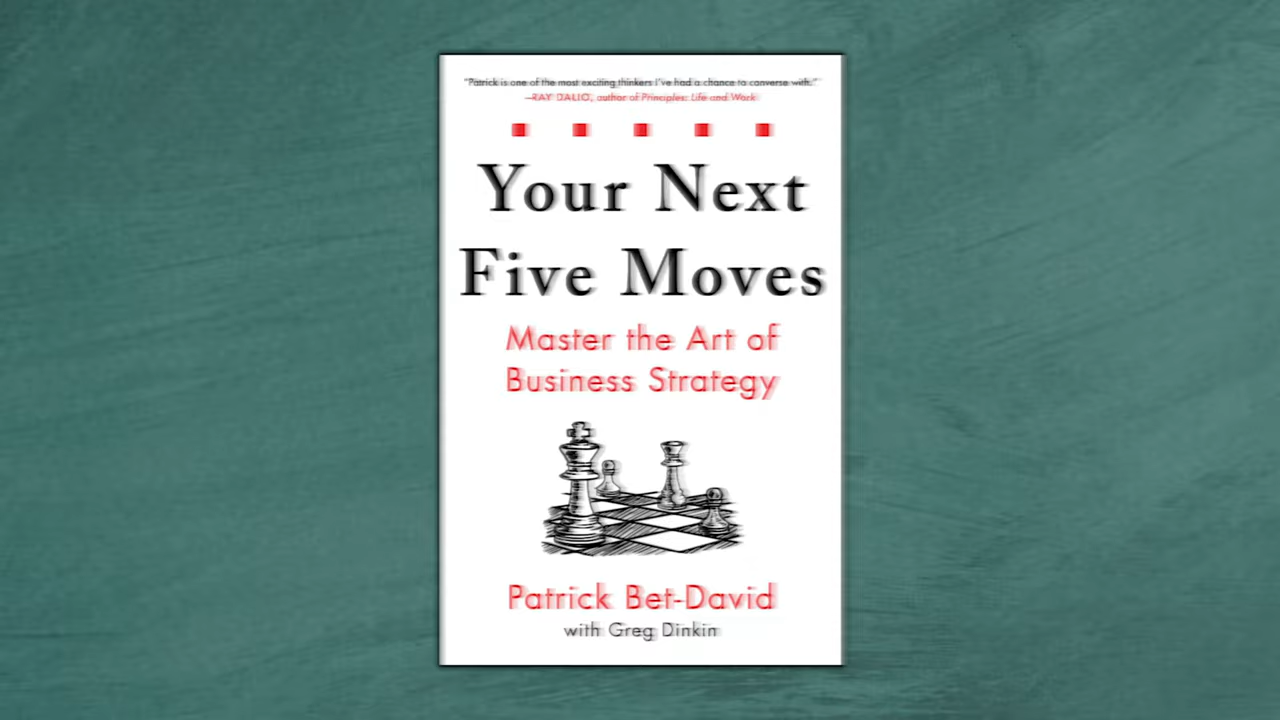 “Patrick is one of the most exciting thinkers I’ve had a chance to converse with.”
—RAY DALIO, author of Principles: Life and Work
Your Next
Five Moves
Master the Art of
Business Strategy
Patrick Bet-David
with Greg Dinkin